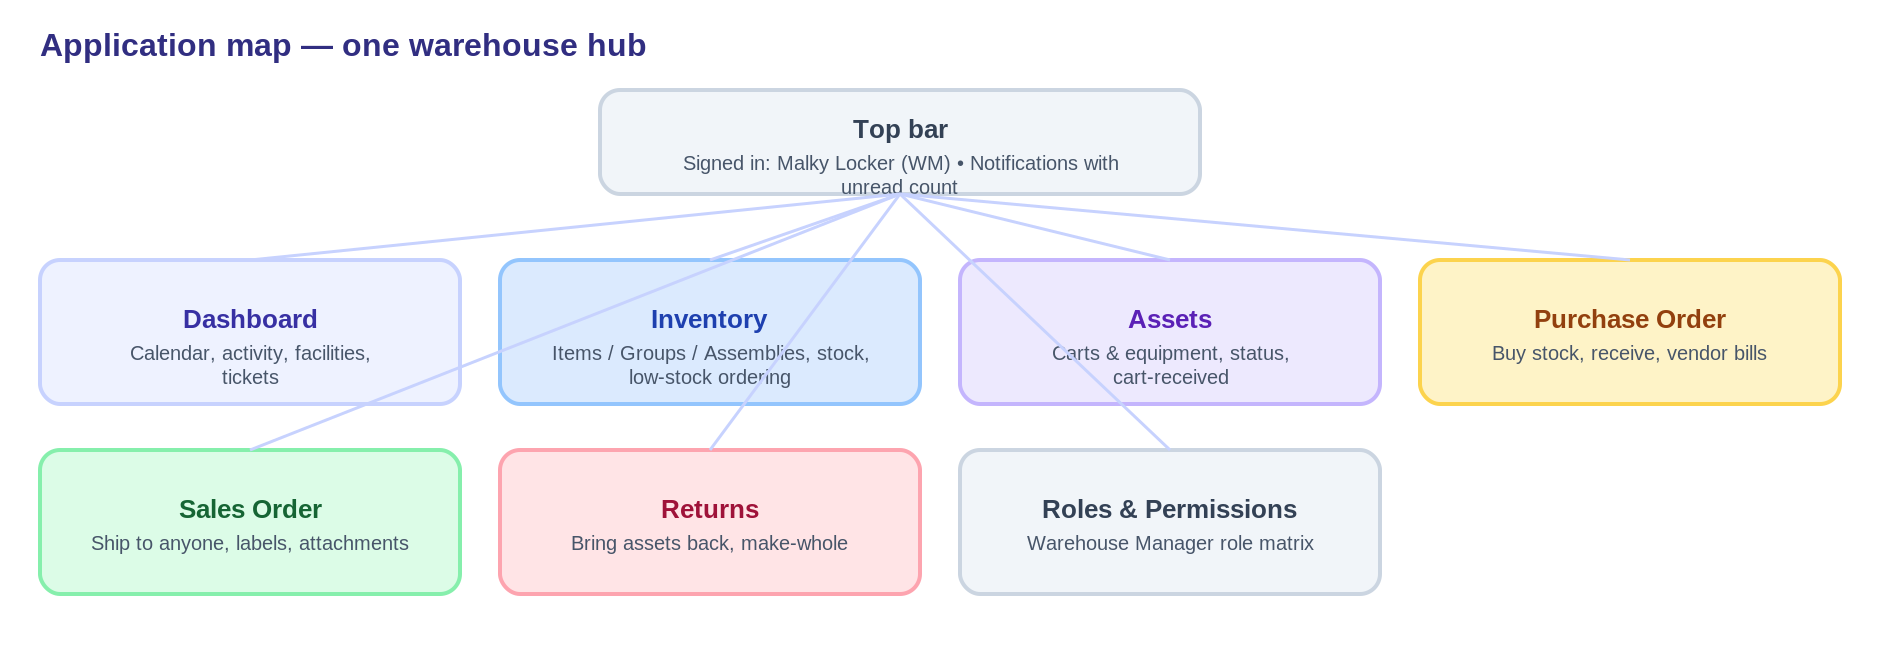 Application map — one warehouse hub
Top bar
Signed in: Malky Locker (WM) • Notifications with
unread count
Dashboard
Calendar, activity, facilities,
tickets
Inventory
Items / Groups / Assemblies, stock,
low-stock ordering
Assets
Carts & equipment, status,
cart-received
Purchase Order
Buy stock, receive, vendor bills
Sales Order
Ship to anyone, labels, attachments
Returns
Bring assets back, make-whole
Roles & Permissions
Warehouse Manager role matrix